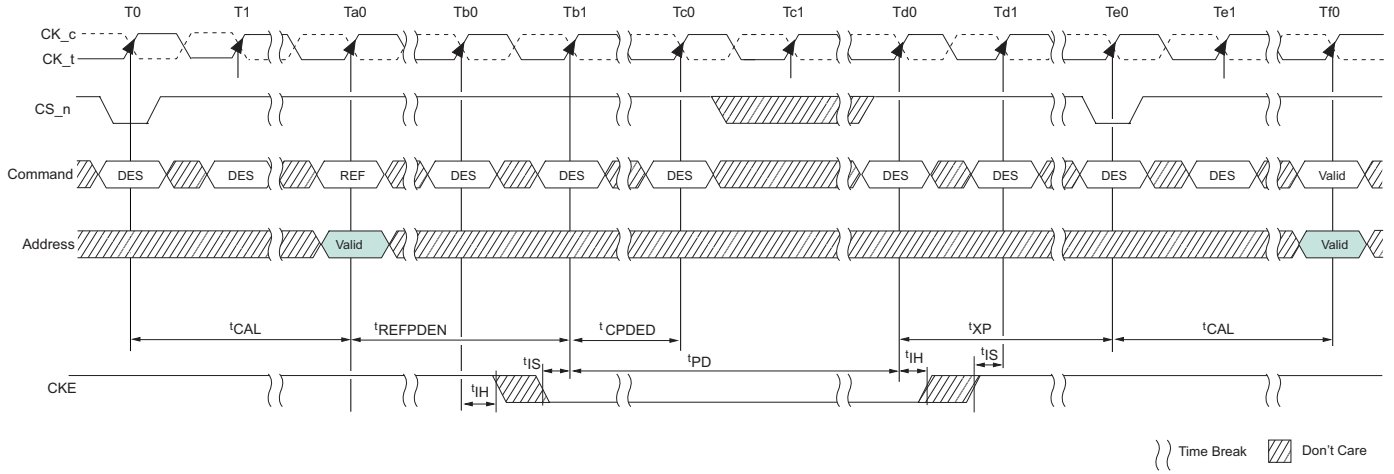 T0 T1 Ta0 Tb0 Tb1 Tc0 Tc1 Td0 Td1 Te0 Te1 Tf0
CK_c
CK_t
CS_n
Command DES DES REF DES DES DES DES DES DES DES Valid
Address Valid Valid
tCAL tREFPDEN tCPDED tXP tCAL
tIS tPD tIH tIS
CKE tIH
Time Break Don't Care